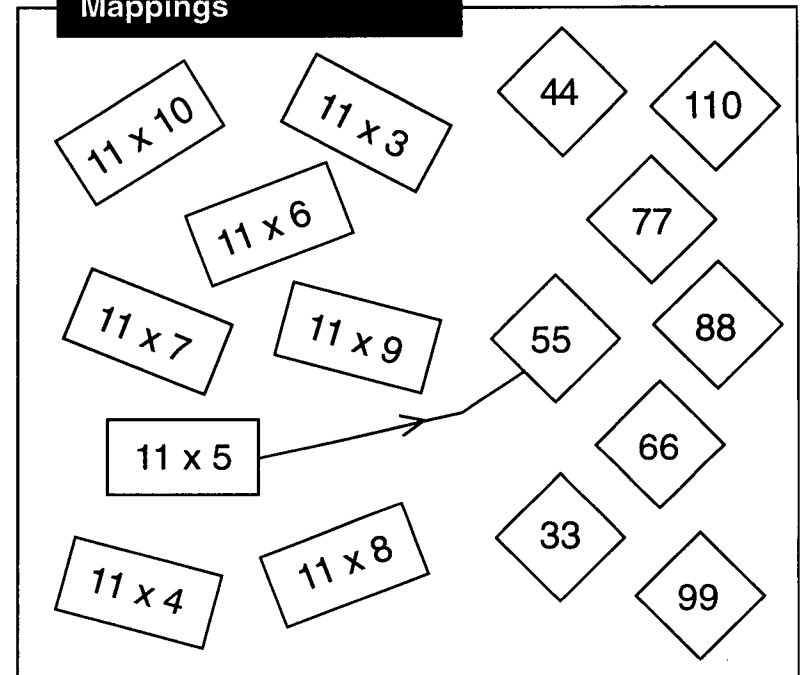 Mappings
11 x 10
11 x 3
44
110
11 x 6
77
11 x 7
11 x 9
55
88
11 x 5
66
11 x 4
11 x 8
33
99